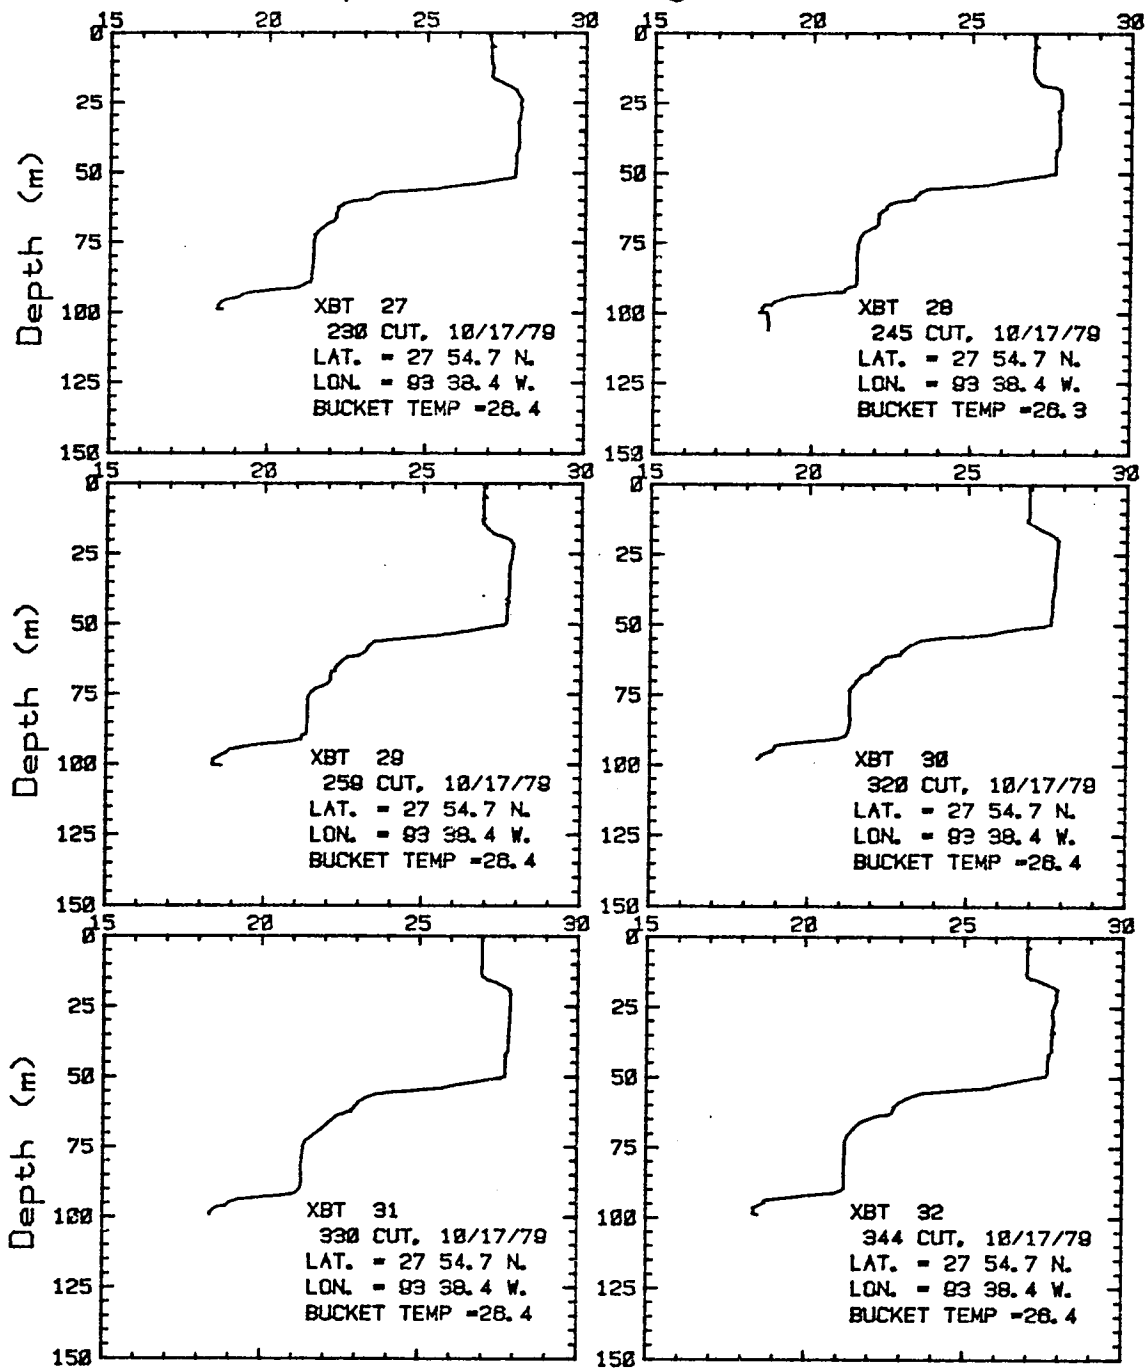 15 20 25 30
0
25
50
75
100
125
150
Depth (m)
XBT 27
230 CUT, 10/17/79
LAT. = 27 54.7 N.
LON. = 93 38.4 W.
BUCKET TEMP =26.4
15 20 25 30
0
25
50
75
100
125
150
XBT 28
245 CUT, 10/17/79
LAT. = 27 54.7 N.
LON. = 93 38.4 W.
BUCKET TEMP =26.3
15 20 25 30
0
25
50
75
100
125
150
Depth (m)
XBT 29
259 CUT, 10/17/79
LAT. = 27 54.7 N.
LON. = 93 38.4 W.
BUCKET TEMP =26.4
15 20 25 30
0
25
50
75
100
125
150
XBT 30
320 CUT, 10/17/79
LAT. = 27 54.7 N.
LON. = 93 38.4 W.
BUCKET TEMP =26.4
15 20 25 30
0
25
50
75
100
125
150
Depth (m)
XBT 31
330 CUT, 10/17/79
LAT. = 27 54.7 N.
LON. = 93 38.4 W.
BUCKET TEMP =26.4
15 20 25 30
0
25
50
75
100
125
150
XBT 32
344 CUT, 10/17/79
LAT. = 27 54.7 N.
LON. = 93 38.4 W.
BUCKET TEMP =26.4